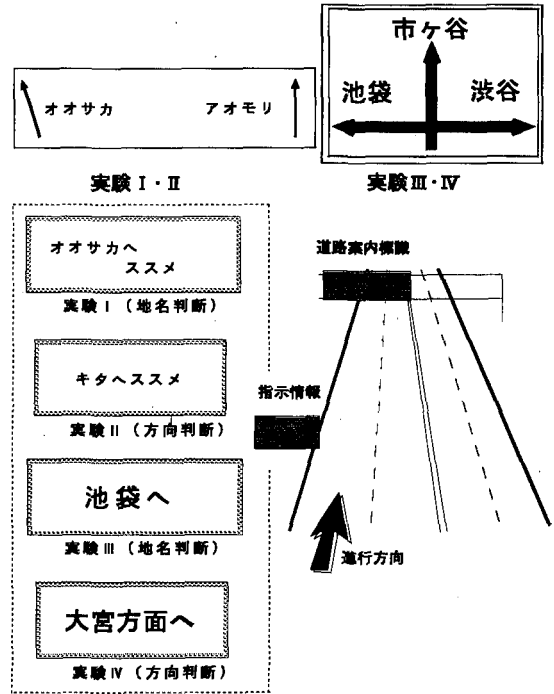 市ヶ谷
池袋 渋谷
オオサカ アオモリ
実験Ⅰ・Ⅱ
実験Ⅲ・Ⅳ
オオサカへ
ススメ
実験Ⅰ（地名判断）
キタへススメ
実験Ⅱ（方向判断）
池袋へ
実験Ⅲ（地名判断）
大宮方面へ
実験Ⅳ（方向判断）
道路案内標識
指示情報
進行方向